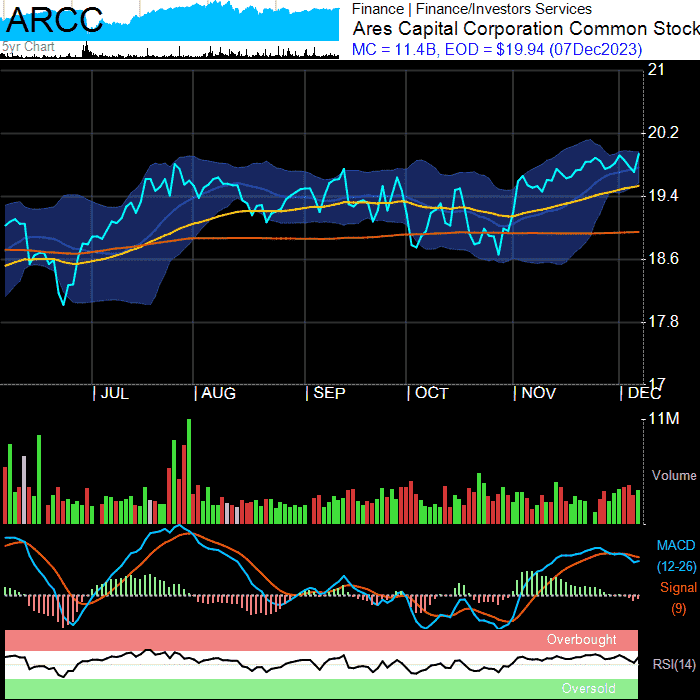 ARCC
5yr Chart
Finance | Finance/Investors Services
Ares Capital Corporation Common Stock
MC = 11.4B, EOD = $19.94 (07Dec2023)
21
20.2
19.4
18.6
17.8
17
| JUL | AUG | SEP | OCT | NOV | DEC
11M
Volume
MACD
(12-26)
Signal
(9)
Overbought
RSI(14)
Oversold